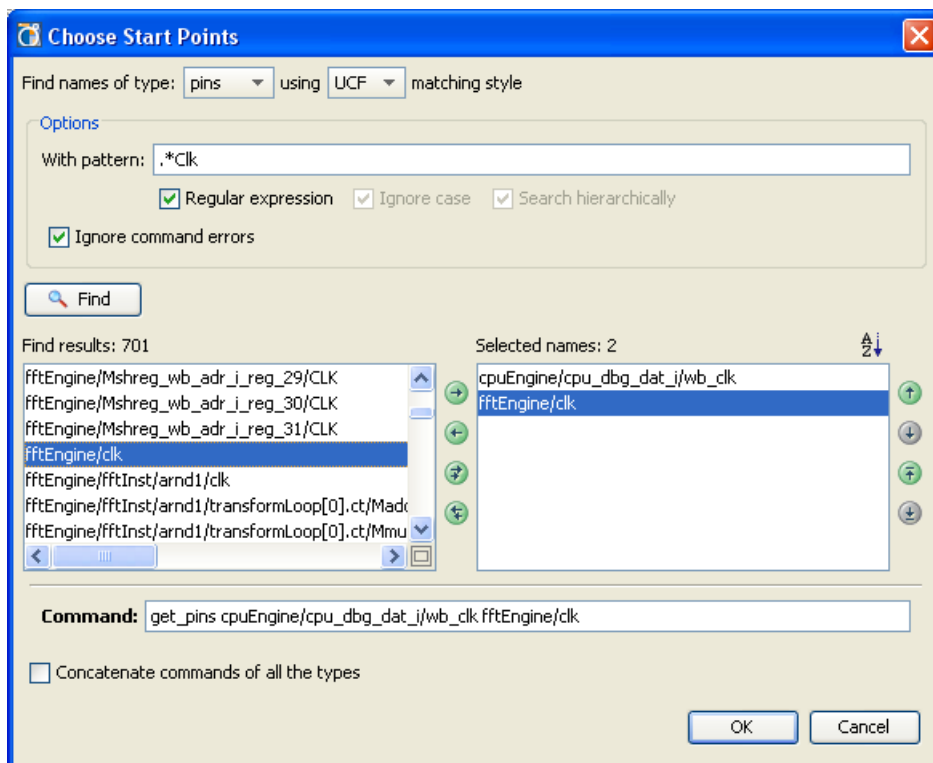 Choose Start Points
Find names of type: pins using UCF matching style
Options
With pattern: .*Clk
Regular expression Ignore case Search hierarchically
Ignore command errors
Find
Find results: 701
fftEngine/Mshreg_wb_adr_i_reg_29/CLK
fftEngine/Mshreg_wb_adr_i_reg_30/CLK
fftEngine/Mshreg_wb_adr_i_reg_31/CLK
fftEngine/clk
fftEngine/fftInst/arnd1/clk
fftEngine/fftInst/arnd1/transformLoop[0].ct/Madd
fftEngine/fftInst/arnd1/transformLoop[0].ct/Mmu
Selected names: 2
A
Z
cpuEngine/cpu_dbg_dat_i/wb_clk
fftEngine/clk
Command: get_pins cpuEngine/cpu_dbg_dat_i/wb_clk fftEngine/clk
Concatenate commands of all the types
OK Cancel